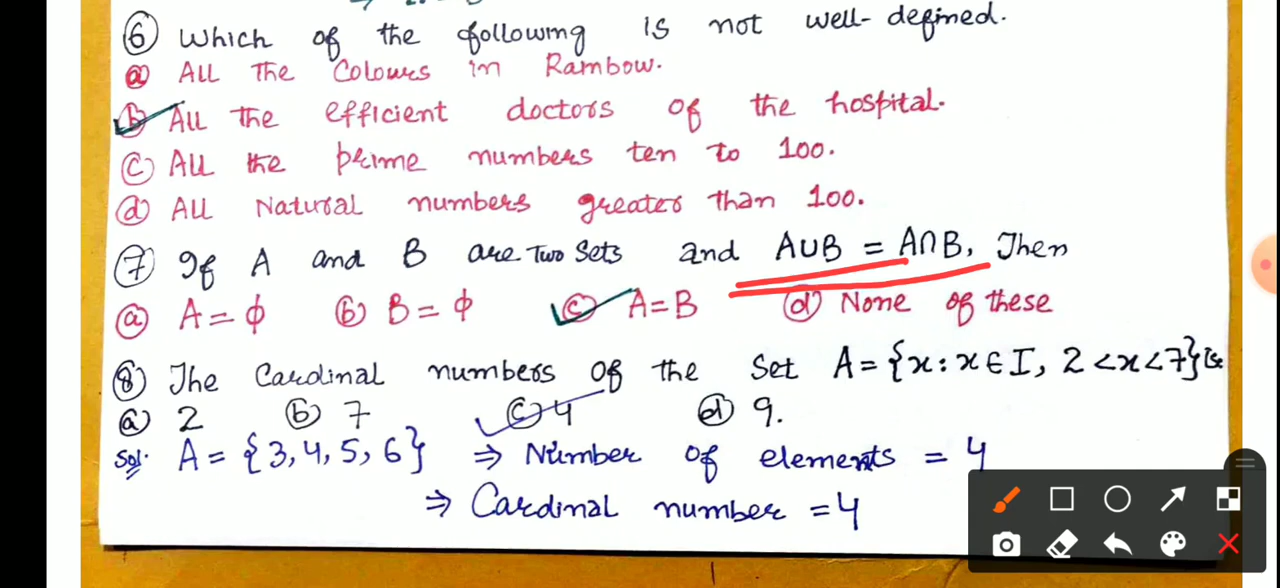 ⑥ Which of the following is not well-defined.
ⓐ All The Colours in Rambow.
ⓑ All the efficient doctors of the hospital.
ⓒ All the prime numbers ten to 100.
ⓓ All Natural numbers greater than 100.
⑦ If A and B are Two Sets and A∪B = A∩B, Then
ⓐ A=ϕ ⓑ B=ϕ ⓒ A=B ⓓ None of these
⑧ The Cardinal numbers of the Set A={x:x∈I, 2<x<7} is
ⓐ 2 ⓑ 7 ⓒ 4 ⓓ 9.
Sol. A = {3,4,5,6} ⇒ Number of elements = 4
⇒ Cardinal number = 4